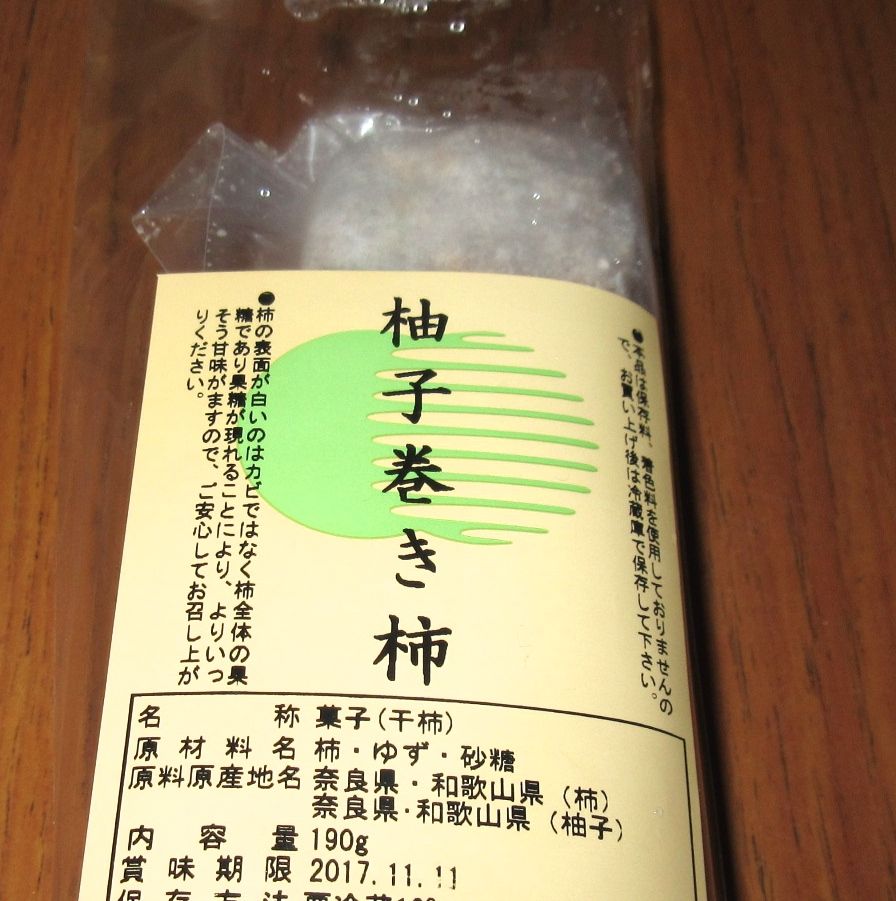 ●本品は保存料、着色料を使用しておりませんの
で、お買い上げ後は冷蔵庫で保存して下さい。
柚子巻き柿
●柿の表面が白いのはカビではなく柿全体の果
糖であり果糖が現れることにより、よりいっ
そう甘味がますので、ご安心してお召し上が
りください。
名称 菓子(干柿)
原材料名 柿・ゆず・砂糖
原料原産地名 奈良県・和歌山県(柿)
奈良県・和歌山県(柚子)
内容量 190g
賞味期限 2017.11.11
保存方法